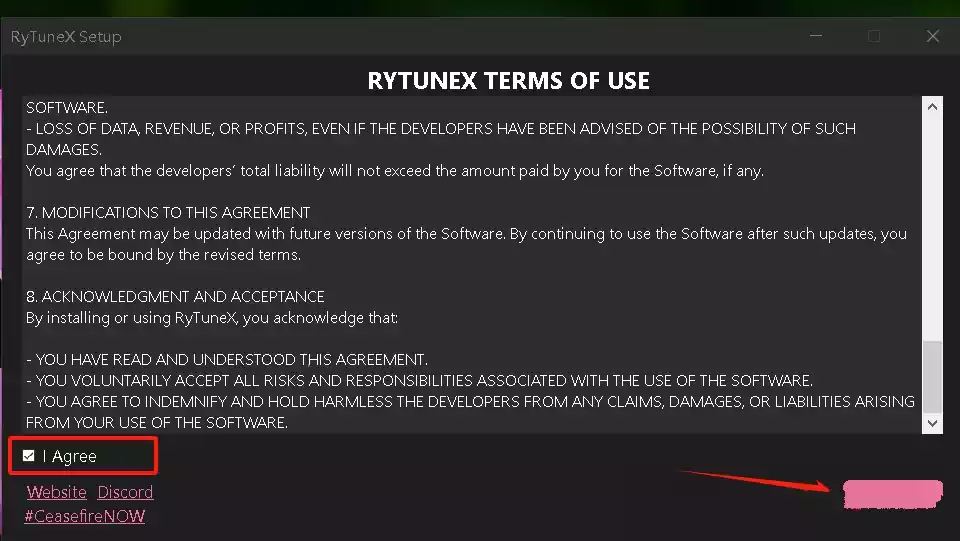 RyTuneX Setup
RYTUNEX TERMS OF USE
SOFTWARE.
- LOSS OF DATA, REVENUE, OR PROFITS, EVEN IF THE DEVELOPERS HAVE BEEN ADVISED OF THE POSSIBILITY OF SUCH
DAMAGES.
You agree that the developers’ total liability will not exceed the amount paid by you for the Software, if any.
7. MODIFICATIONS TO THIS AGREEMENT
This Agreement may be updated with future versions of the Software. By continuing to use the Software after such updates, you
agree to be bound by the revised terms.
8. ACKNOWLEDGMENT AND ACCEPTANCE
By installing or using RyTuneX, you acknowledge that:
- YOU HAVE READ AND UNDERSTOOD THIS AGREEMENT.
- YOU VOLUNTARILY ACCEPT ALL RISKS AND RESPONSIBILITIES ASSOCIATED WITH THE USE OF THE SOFTWARE.
- YOU AGREE TO INDEMNIFY AND HOLD HARMLESS THE DEVELOPERS FROM ANY CLAIMS, DAMAGES, OR LIABILITIES ARISING
FROM YOUR USE OF THE SOFTWARE.
I Agree
Website Discord
#CeasefireNOW